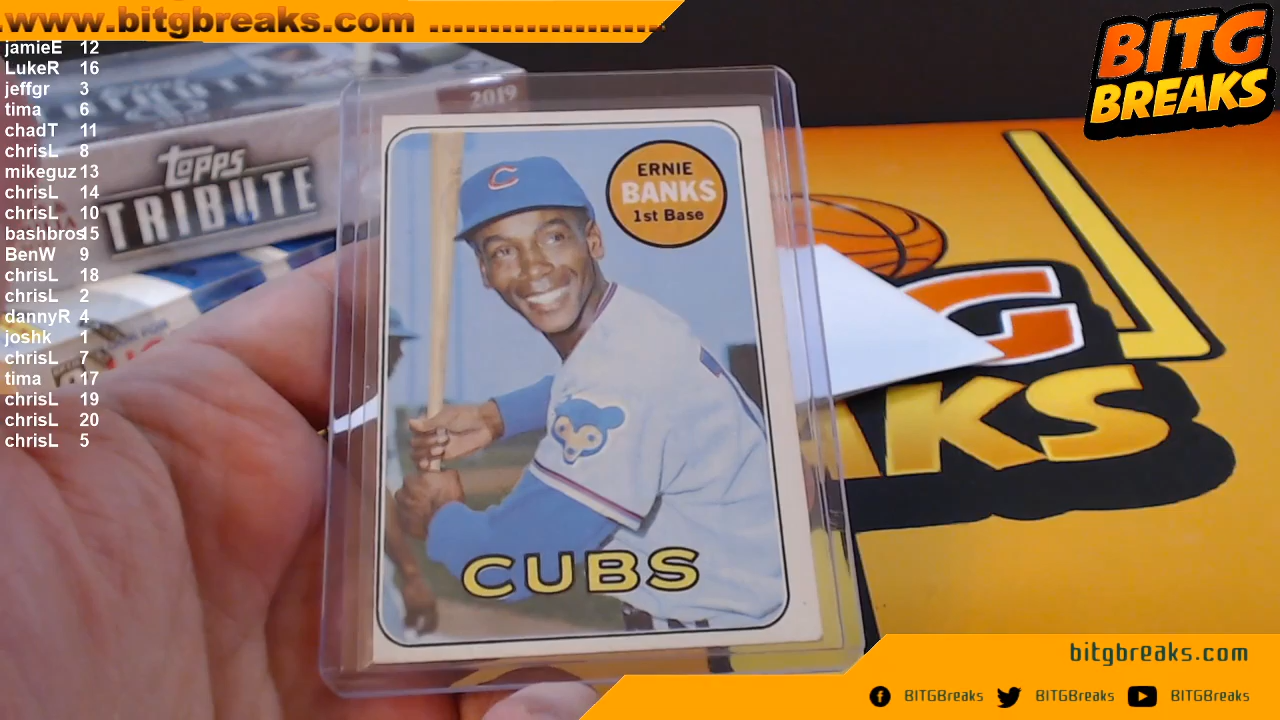 www.bitgbreaks.com ......................
BITG
BREAKS
jamieE 12
LukeR 16
jeffgr 3
tima 6
chadT 11
chrisL 8
mikeguz 13
chrisL 14
chrisL 10
bashbros 15
BenW 9
chrisL 18
chrisL 2
dannyR 4
joshk 1
chrisL 7
tima 17
chrisL 19
chrisL 20
chrisL 5
2019
Topps
TRIBUTE
C
ERNIE
BANKS
1st Base
CUBS
G
AKS
bitgbreaks.com
BITGBreaks BITGBreaks BITGBreaks